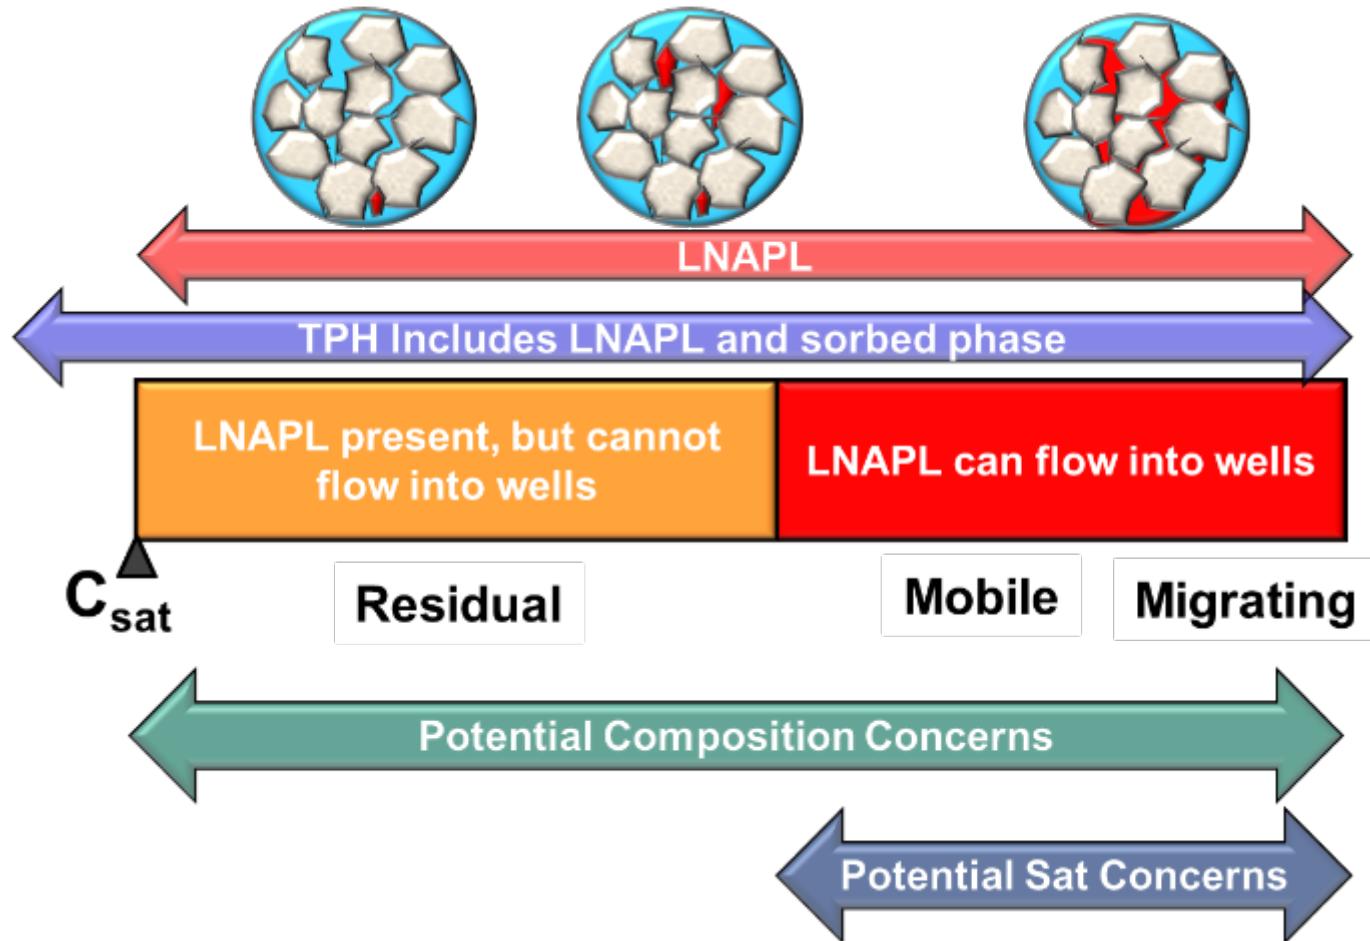 LNAPL
TPH Includes LNAPL and sorbed phase
LNAPL present, but cannot
flow into wells
LNAPL can flow into wells
Csat
Residual
Mobile
Migrating
Potential Composition Concerns
Potential Sat Concerns